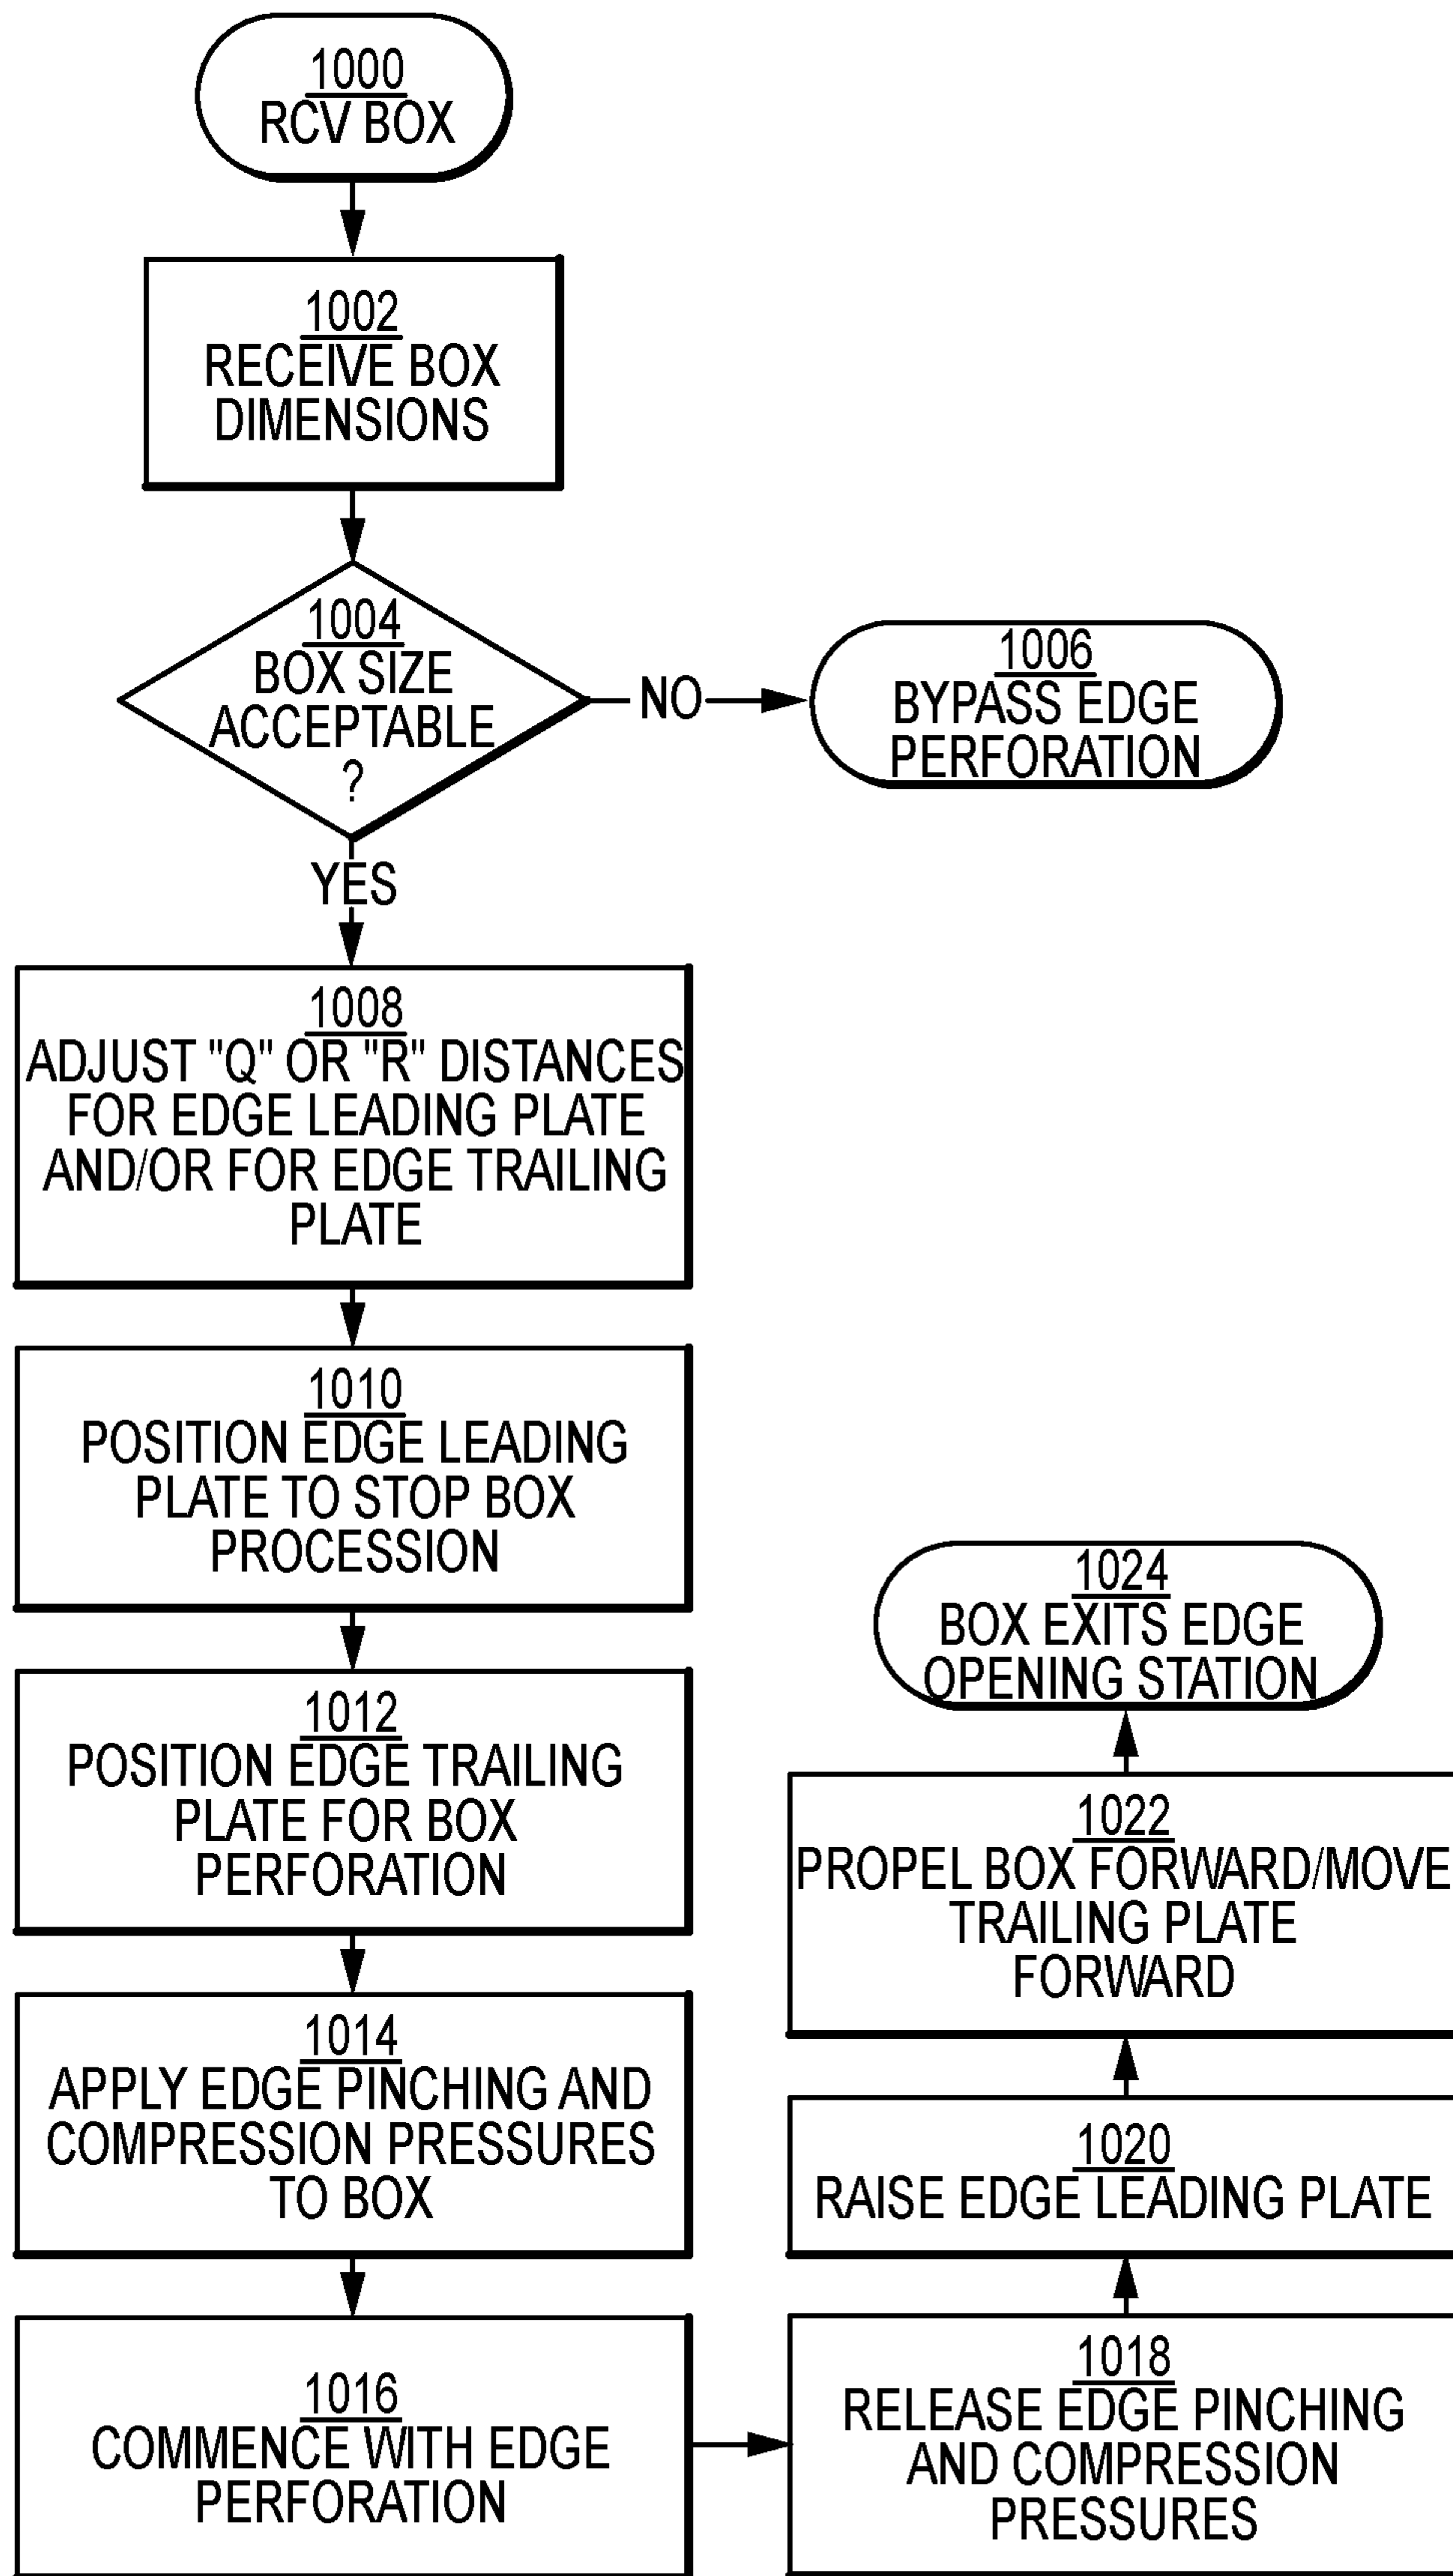 1000
RCV BOX
1002
RECEIVE BOX
DIMENSIONS
1004
BOX SIZE
ACCEPTABLE
?
NO
1006
BYPASS EDGE
PERFORATION
YES
1008
ADJUST "Q" OR "R" DISTANCES
FOR EDGE LEADING PLATE
AND/OR FOR EDGE TRAILING
PLATE
1010
POSITION EDGE LEADING
PLATE TO STOP BOX
PROCESSION
1012
POSITION EDGE TRAILING
PLATE FOR BOX
PERFORATION
1014
APPLY EDGE PINCHING AND
COMPRESSION PRESSURES
TO BOX
1016
COMMENCE WITH EDGE
PERFORATION
1018
RELEASE EDGE PINCHING
AND COMPRESSION
PRESSURES
1020
RAISE EDGE LEADING PLATE
1022
PROPEL BOX FORWARD/MOVE
TRAILING PLATE
FORWARD
1024
BOX EXITS EDGE
OPENING STATION